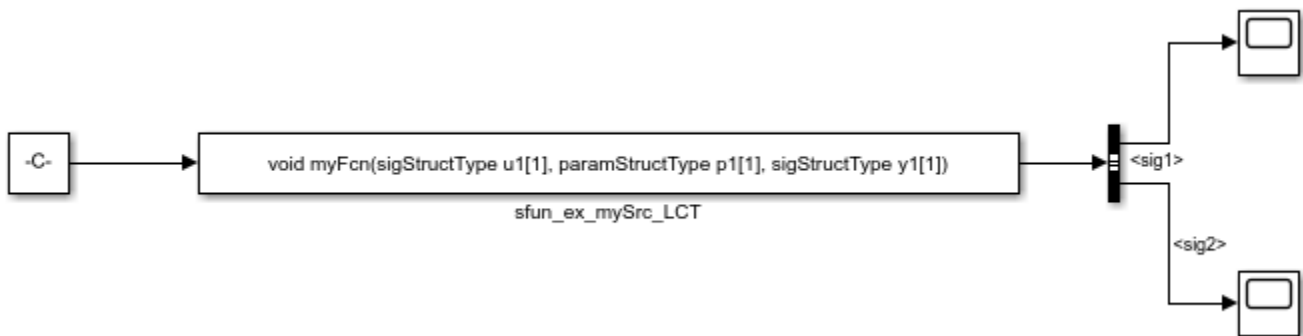 -C-
void myFcn(sigStructType u1[1], paramStructType p1[1], sigStructType y1[1])
sfun_ex_mySrc_LCT
<sig1>
<sig2>